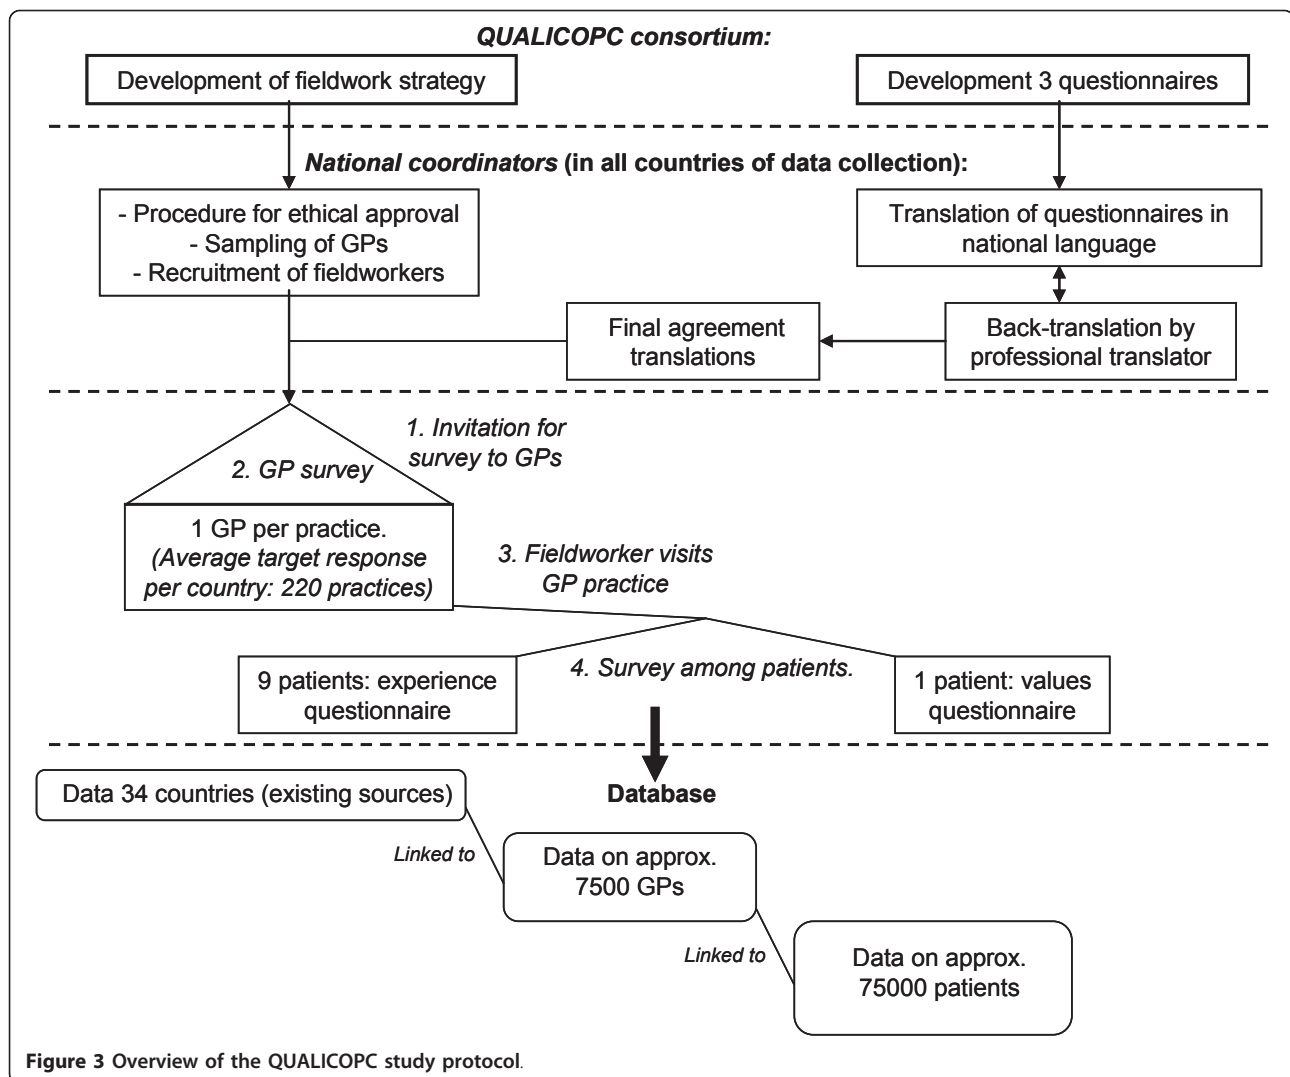 QUALICOPC consortium:
Development of fieldwork strategy
Development 3 questionnaires
National coordinators (in all countries of data collection):
- Procedure for ethical approval
- Sampling of GPs
- Recruitment of fieldworkers
Translation of questionnaires in
national language
Final agreement
translations
Back-translation by
professional translator
1. Invitation for
survey to GPs
2. GP survey
1 GP per practice.
(Average target response
per country: 220 practices)
3. Fieldworker visits
GP practice
4. Survey among patients.
9 patients: experience
questionnaire
1 patient: values
questionnaire
Database
Data 34 countries (existing sources)
Linked to
Data on approx.
7500 GPs
Linked to
Data on approx.
75000 patients
Figure 3 Overview of the QUALICOPC study protocol.